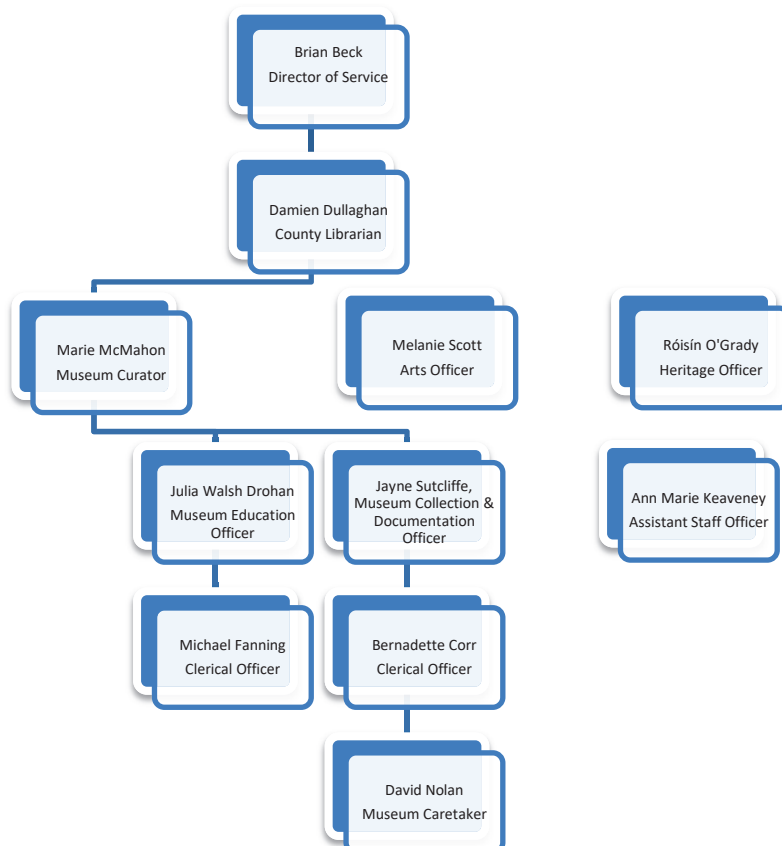 Brian Beck
Director of Service
Damien Dullaghan
County Librarian
Marie McMahon
Museum Curator
Melanie Scott
Arts Officer
Róisín O'Grady
Heritage Officer
Julia Walsh Drohan
Museum Education
Officer
Jayne Sutcliffe,
Museum Collection &
Documentation
Officer
Ann Marie Keaveney
Assistant Staff Officer
Michael Fanning
Clerical Officer
Bernadette Corr
Clerical Officer
David Nolan
Museum Caretaker